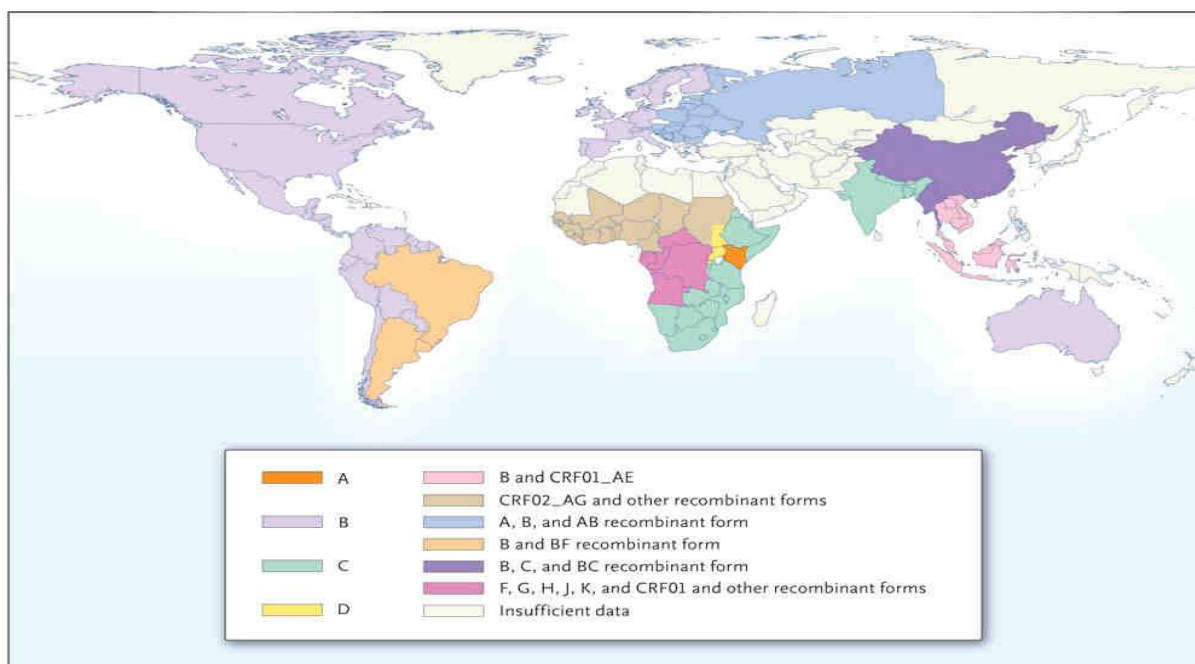 A
B
C
D
B and CRF01_AE
CRF02_AG and other recombinant forms
A, B, and AB recombinant form
B and BF recombinant form
B, C, and BC recombinant form
F, G, H, J, K, and CRF01 and other recombinant forms
Insufficient data